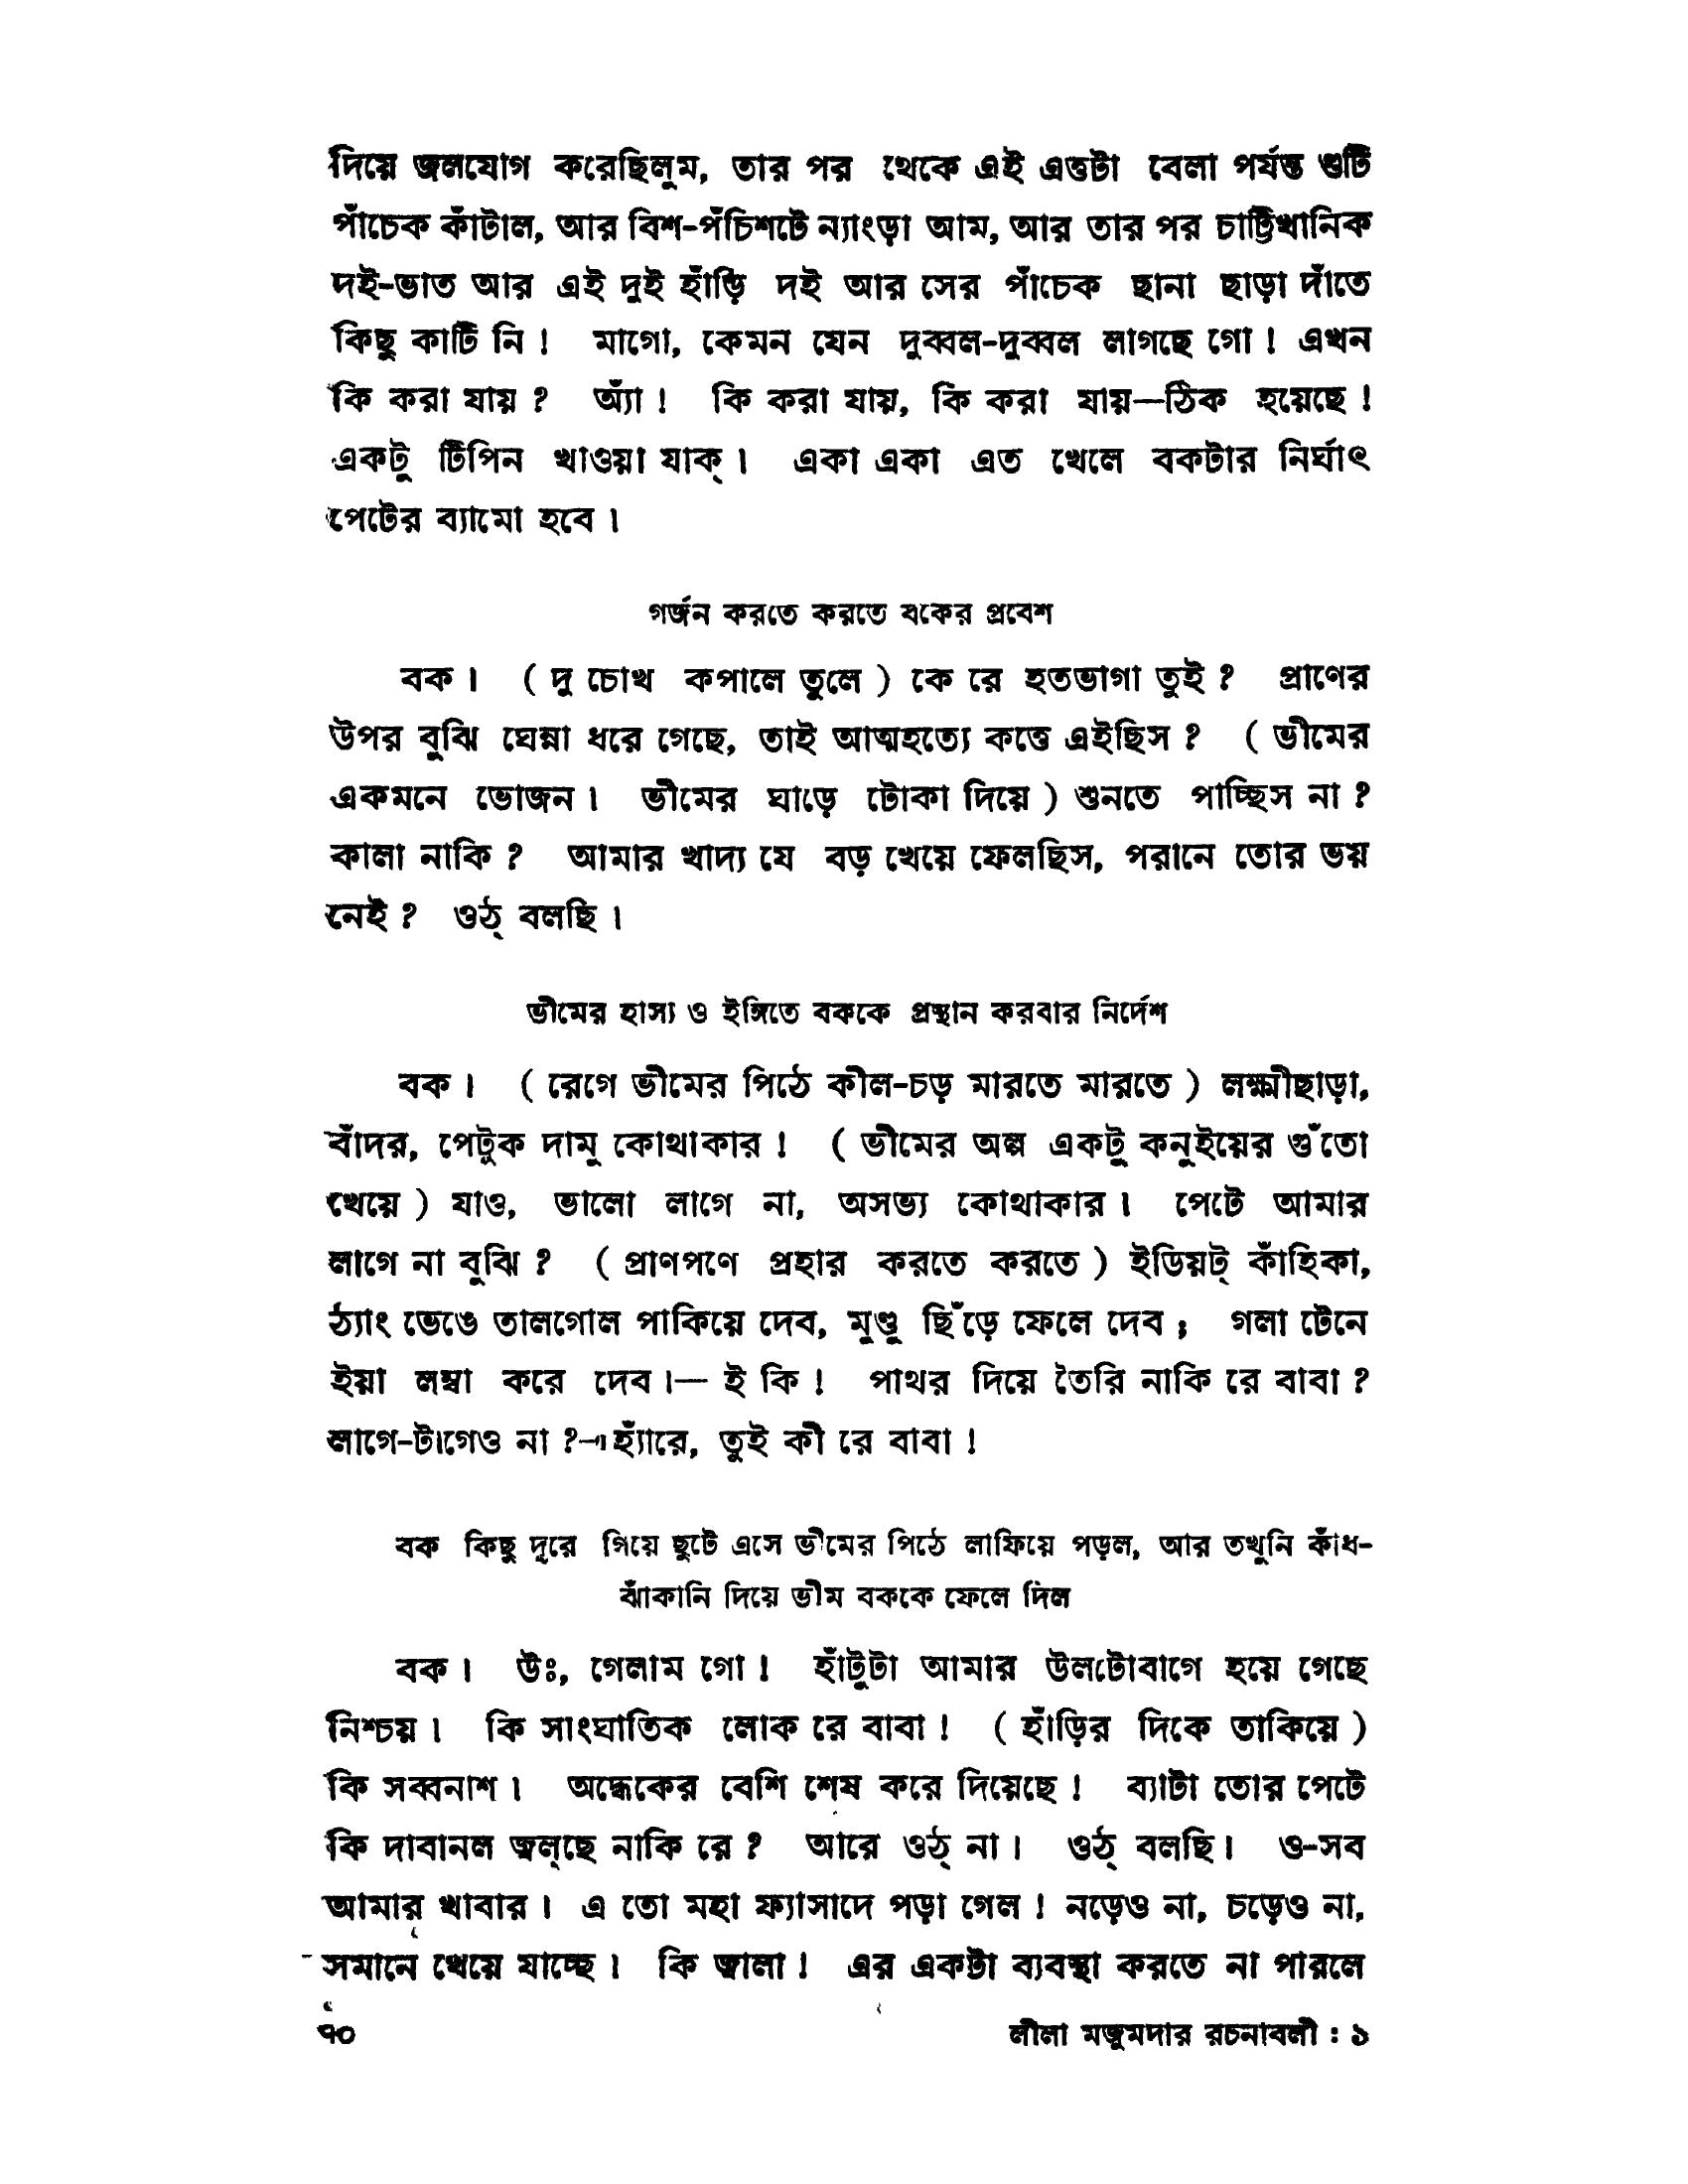 দিয়ে জলযোগ করেছিলুম, তার পর থেকে এই এত্তটা বেলা পর্যন্ত গুটি
পাঁচেক কাঁটাল, আর বিশ-পঁচিশটে ন্যাংড়া আম, আর তার পর চাট্টিখানিক
দই-ভাত আর এই দুই হাঁড়ি দই আর সের পাঁচেক ছানা ছাড়া দাঁতে
কিছু কাটি নি ! মাগো, কেমন যেন দুব্বল-দুব্বল লাগছে গো ! এখন
কি করা যায় ? অ্যাঁ ! কি করা যায়, কি করা যায়—ঠিক হয়েছে !
একটু টিপিন খাওয়া যাক্ । একা একা এত খেলে বকটার নির্ঘাৎ
পেটের ব্যামো হবে ।
গর্জন করতে করতে বকের প্রবেশ
বক । ( দু চোখ কপালে তুলে ) কে রে হতভাগা তুই ? প্রাণের
উপর বুঝি ঘেন্না ধরে গেছে, তাই আত্মহত্যে কত্তে এইছিস ? ( ভীমের
একমনে ভোজন । ভীমের ঘাড়ে টোকা দিয়ে ) শুনতে পাচ্ছিস না ?
কালা নাকি ? আমার খাদ্য যে বড় খেয়ে ফেলছিস, পরানে তোর ভয়
নেই ? ওঠ্ বলছি ।
ভীমের হাস্য ও ইঙ্গিতে বককে প্রস্থান করবার নির্দেশ
বক । ( রেগে ভীমের পিঠে কীল-চড় মারতে মারতে ) লক্ষ্মীছাড়া,
বাঁদর, পেটুক দামু কোথাকার ! ( ভীমের অল্প একটু কনুইয়ের গুঁতো
খেয়ে ) যাও, ভালো লাগে না, অসভ্য কোথাকার । পেটে আমার
লাগে না বুঝি ? ( প্রাণপণে প্রহার করতে করতে ) ইডিয়ট্ কাঁহিকা,
ঠ্যাং ভেঙে তালগোল পাকিয়ে দেব, মুণ্ডু ছিঁড়ে ফেলে দেব ; গলা টেনে
ইয়া লম্বা করে দেব ।— ই কি ! পাথর দিয়ে তৈরি নাকি রে বাবা ?
লাগে-টাগেও না ?—হ্যাঁরে, তুই কী রে বাবা !
বক কিছু দূরে গিয়ে ছুটে এসে ভীমের পিঠে লাফিয়ে পড়ল, আর তখুনি কাঁধ-
ঝাঁকানি দিয়ে ভীম বককে ফেলে দিল
বক । উঃ, গেলাম গো ! হাঁটুটা আমার উলটোবাগে হয়ে গেছে
নিশ্চয় । কি সাংঘাতিক লোক রে বাবা ! ( হাঁড়ির দিকে তাকিয়ে )
কি সব্বনাশ । অদ্ধেকের বেশি শেষ করে দিয়েছে ! ব্যাটা তোর পেটে
কি দাবানল জ্বল্ছে নাকি রে ? আরে ওঠ্ না । ওঠ্ বলছি । ও-সব
আমার খাবার । এ তো মহা ফ্যাসাদে পড়া গেল ! নড়েও না, চড়েও না,
সমানে খেয়ে যাচ্ছে । কি জ্বালা ! এর একটা ব্যবস্থা করতে না পারলে
৭০ লীলা মজুমদার রচনাবলী : ১